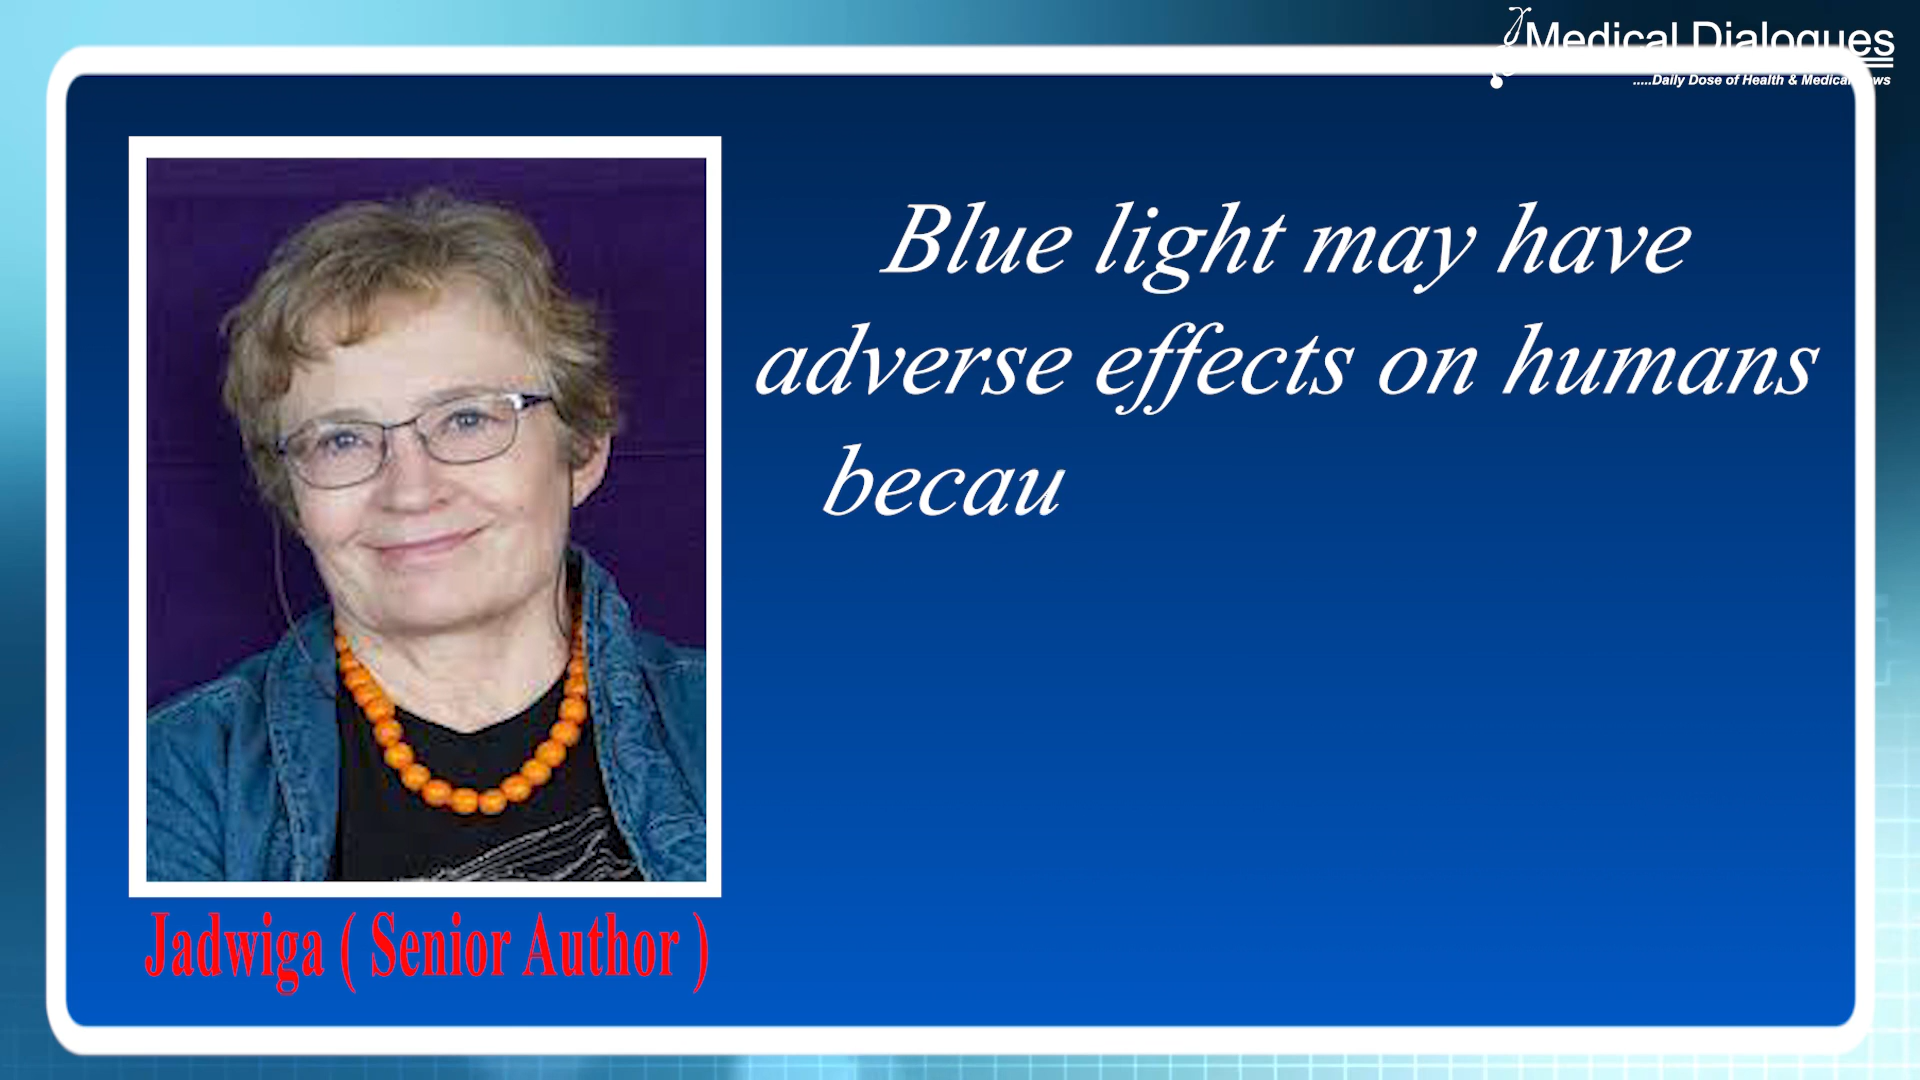 Medical Dialogues
.....Daily Dose of Health & Medical News
Blue light may have
adverse effects on humans
becau
Jadwiga ( Senior Author )